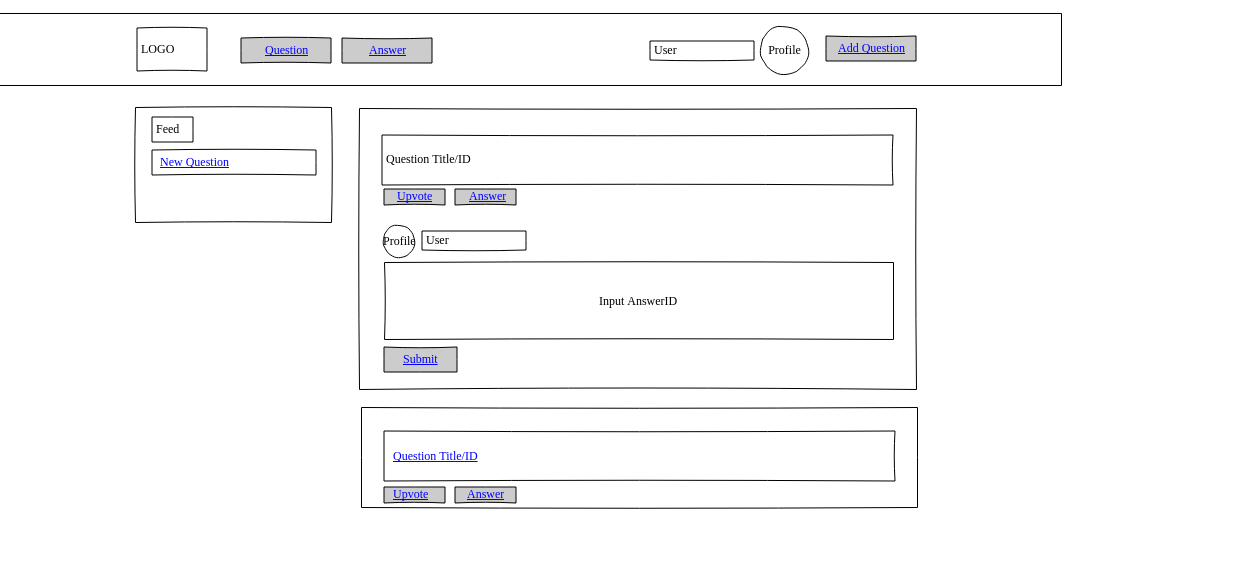 LOGO
Question
Answer
User
Profile
Add Question
Feed
New Question
Question Title/ID
Upvote
Answer
Profile
User
Input AnswerID
Submit
Question Title/ID
Upvote
Answer